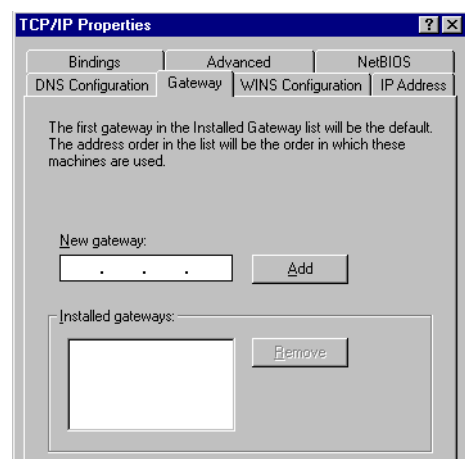 TCP/IP Properties ? ×
Bindings Advanced NetBIOS
DNS Configuration Gateway WINS Configuration IP Address
The first gateway in the Installed Gateway list will be the default.
The address order in the list will be the order in which these
machines are used.
New gateway:
. . . Add
Installed gateways:
Remove